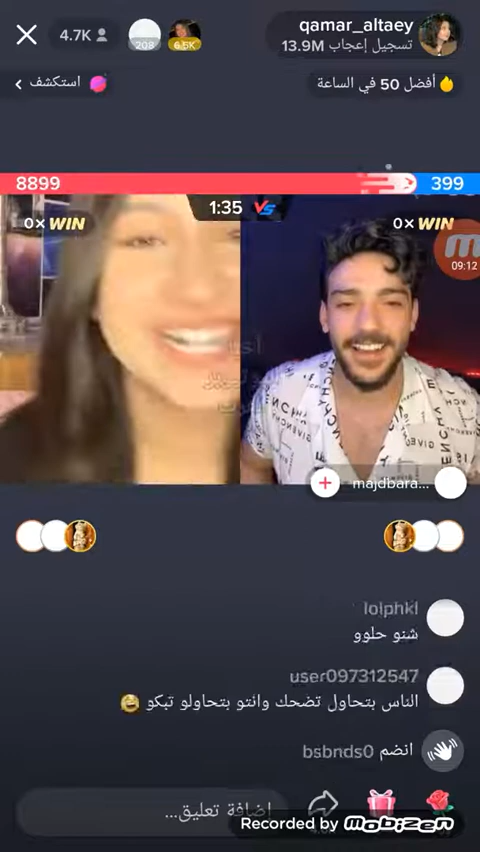 qamar_altaey
تسجيل إعجاب 13.9M
4.7K
208
6.5K
أفضل 50 في الساعة
استكشف
8899
399
1:35
VS
0× WIN
0× WIN
09:12
GIVENCHY
majdbara...
lolphkl
شنو حلوو
user097312547
الناس بتحاول تضحك وانتو بتحاولو تبكو
bsbnds0 انضم
إضافة تعليق...
Recorded by mobizen